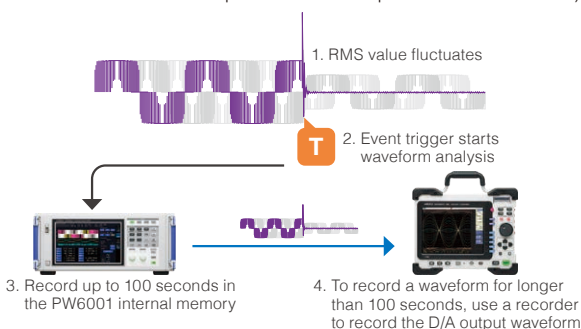 1. RMS value fluctuates
T
2. Event trigger starts
waveform analysis
3. Record up to 100 seconds in
the PW6001 internal memory
4. To record a waveform for longer
than 100 seconds, use a recorder
to record the D/A output waveform